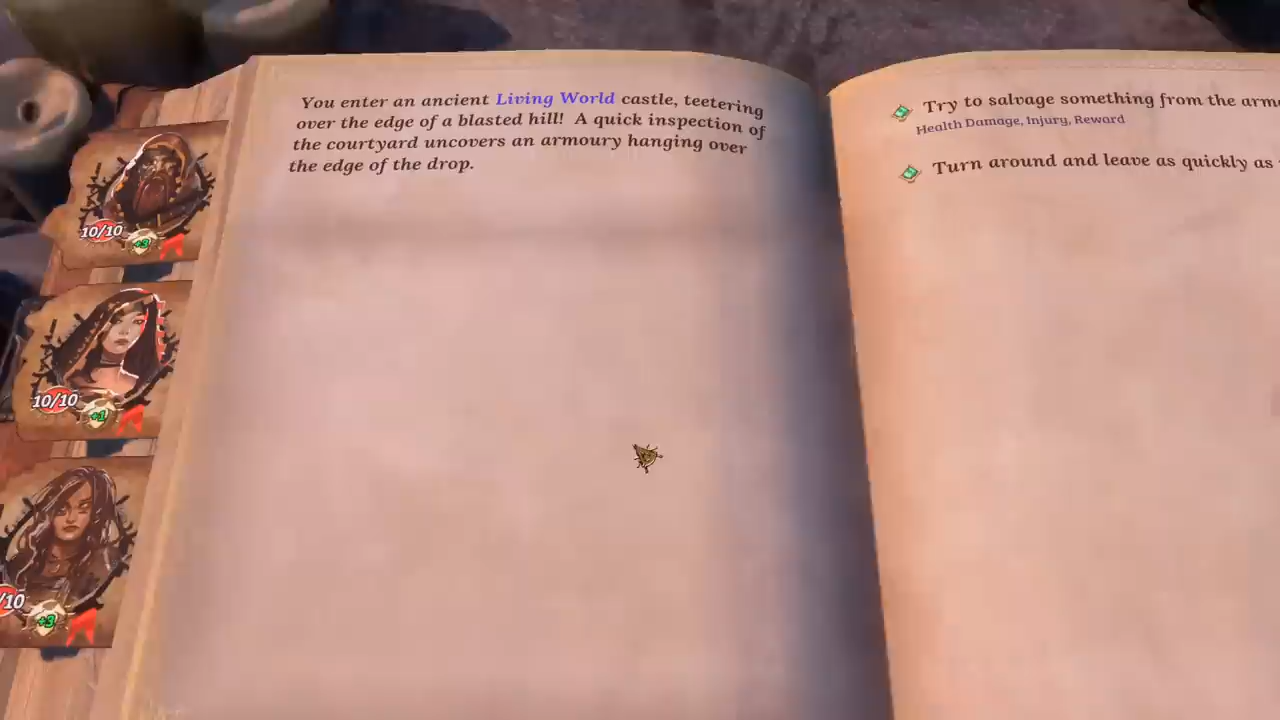 You enter an ancient Living World castle, teetering
over the edge of a blasted hill! A quick inspection of
the courtyard uncovers an armoury hanging over
the edge of the drop.
Try to salvage something from the arm
Health Damage, Injury, Reward
Turn around and leave as quickly as
10/10
+3
10/10
+1
/10
+3